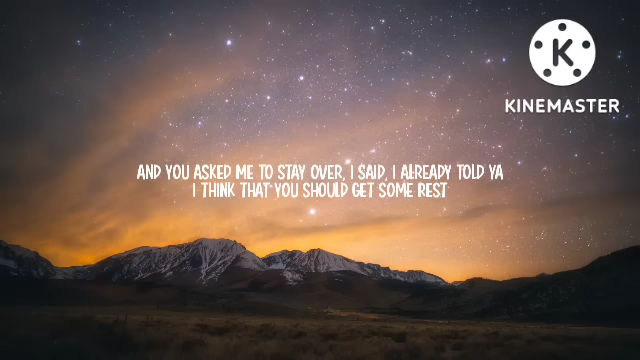 K
KINEMASTER
AND YOU ASKED ME TO STAY OVER, I SAID, I ALREADY TOLD YA
I THINK THAT YOU SHOULD GET SOME REST